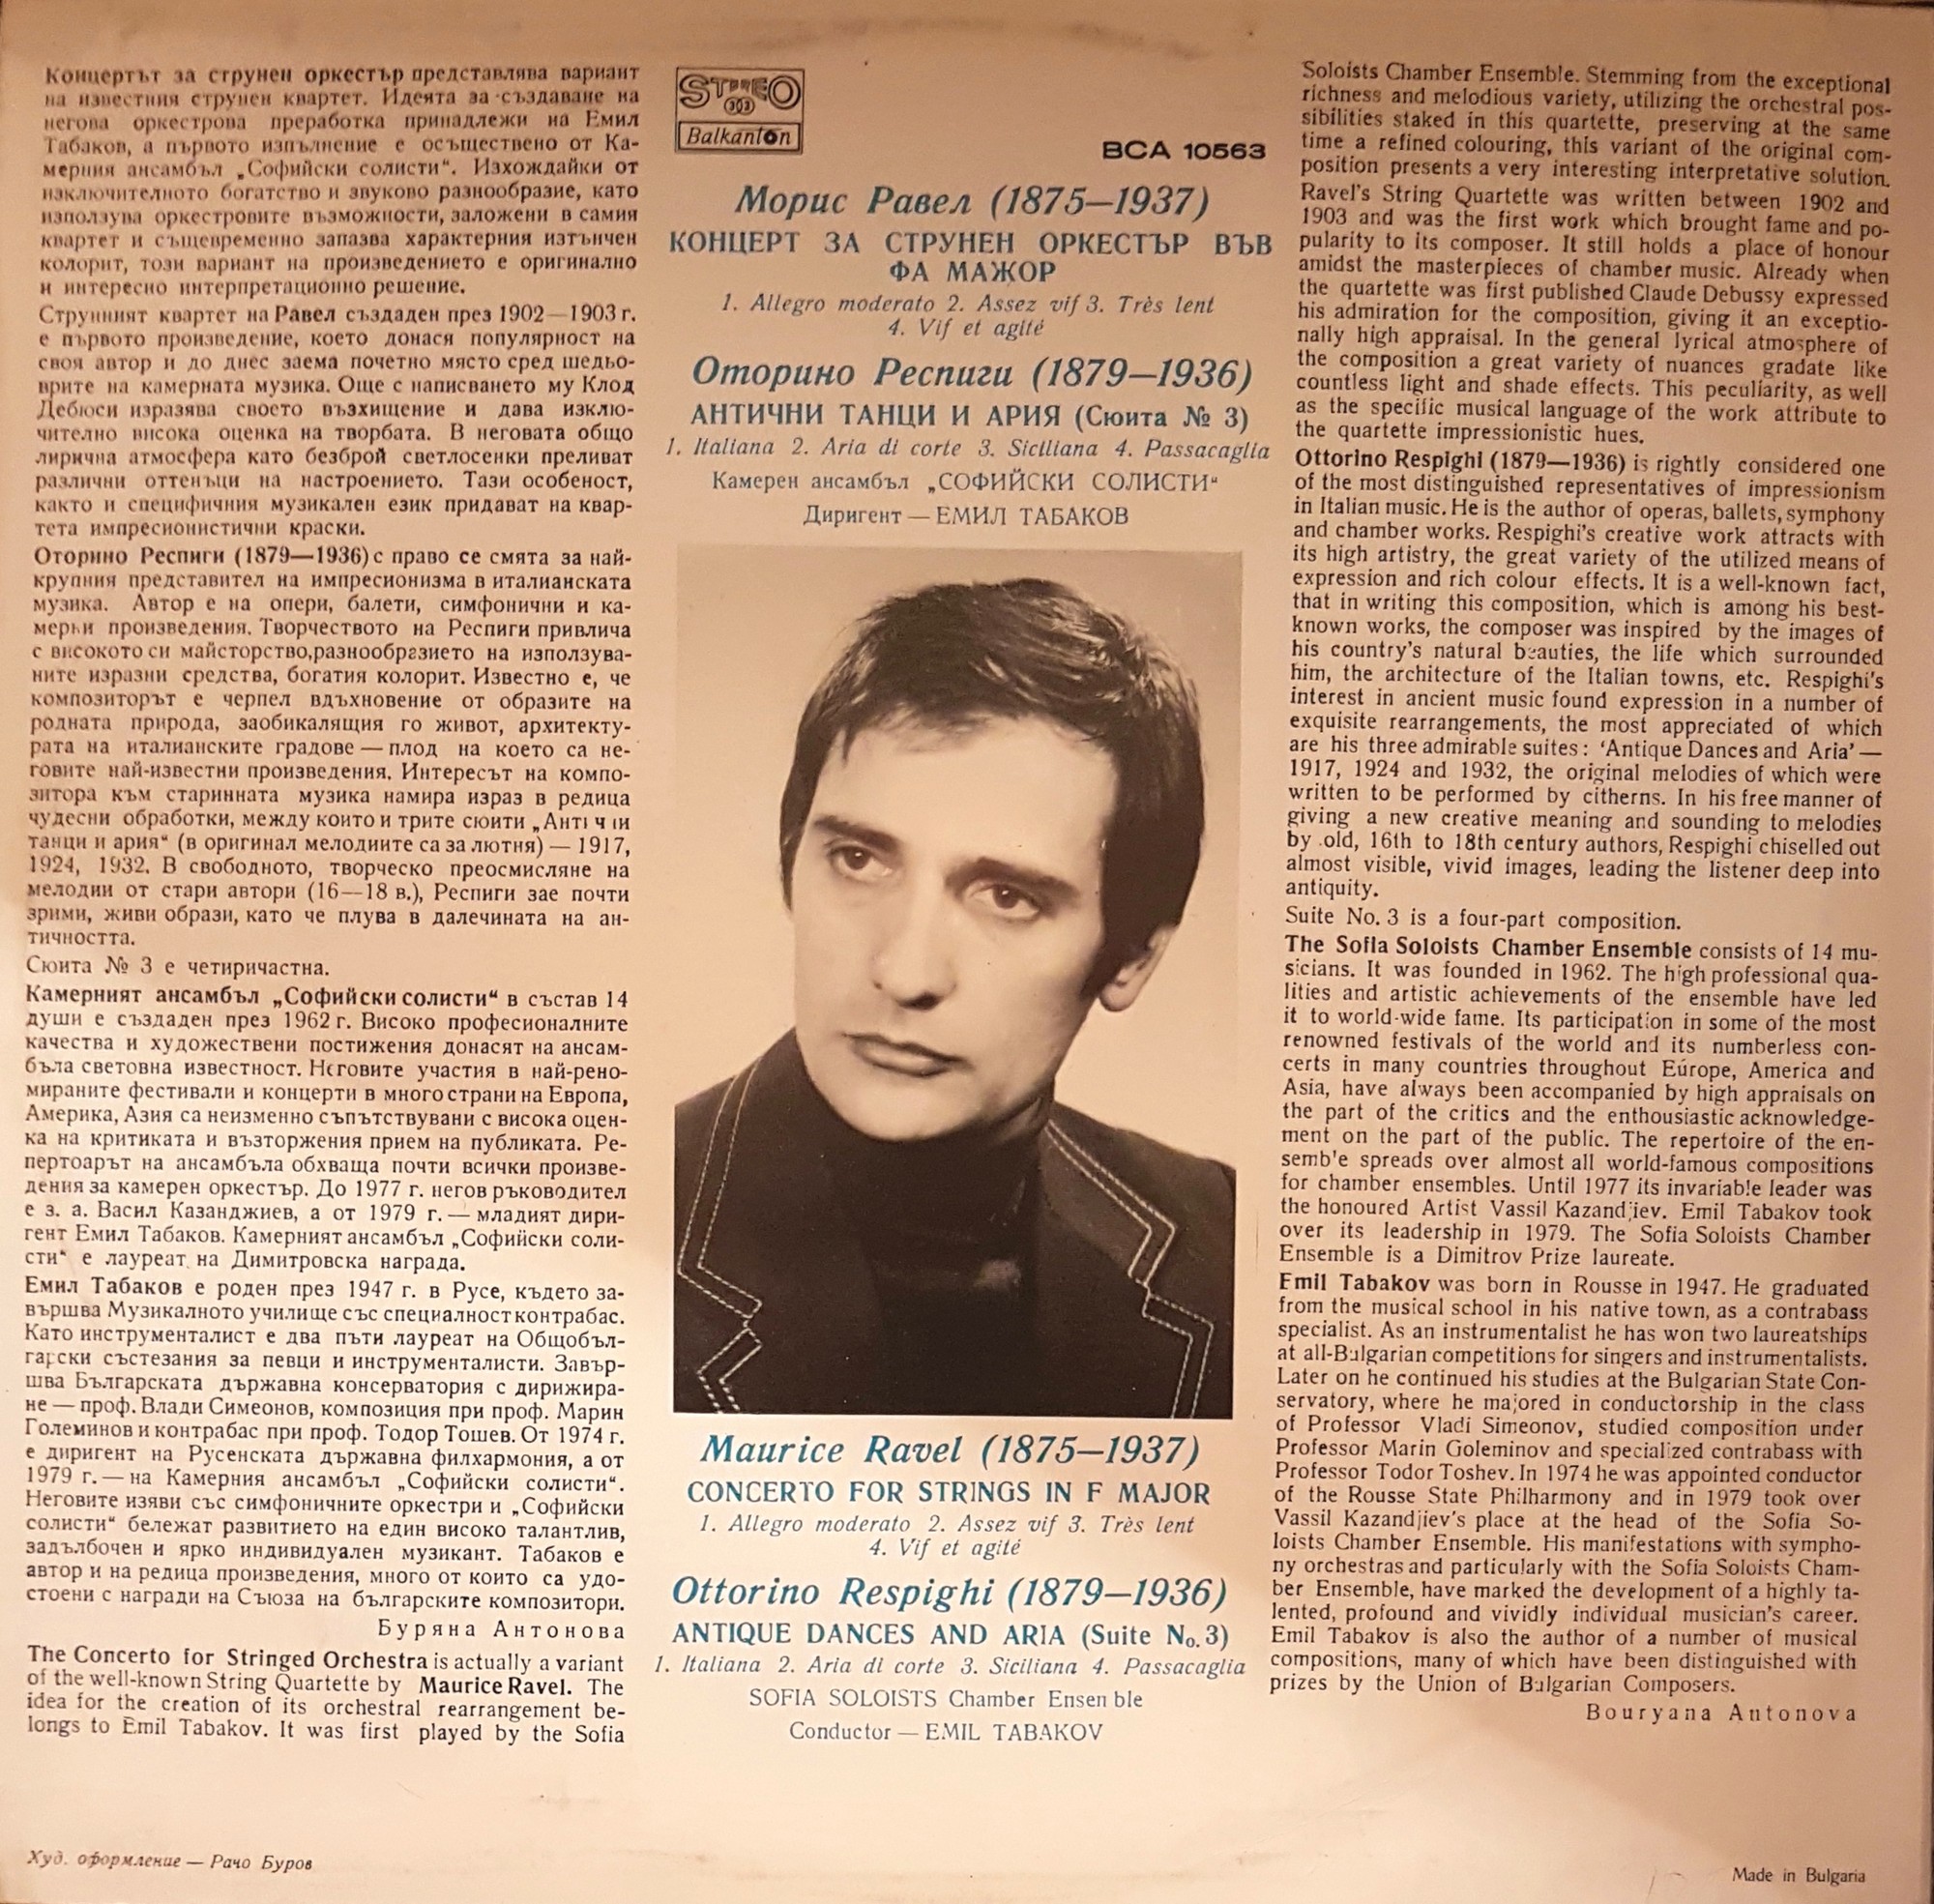 Концертът за струнен оркестър представлява вариант
на известния струнен квартет. Идеята за създаване на
негова оркестрова преработка принадлежи на Емил
Табаков, а първото изпълнение е осъществено от Ка-
мерния ансамбъл „Софийски солисти“. Изхождайки от
изключителното богатство и звуково разнообразие, като
използува оркестровите възможности, заложени в самия
квартет и същевременно запазва характерния изтънчен
колорит, този вариант на произведението е оригинално
и интересно интерпретационно решение.
Струнният квартет на Равел създаден през 1902—1903 г.
е първото произведение, което донася популярност на
своя автор и до днес заема почетно място сред шедьо-
врите на камерната музика. Още с написването му Клод
Дебюси изразява своето възхищение и дава изклю-
чително висока оценка на творбата. В неговата общо
лирична атмосфера като безброй светлосенки преливат
различни оттенъци на настроението. Тази особеност,
както и специфичния музикален език придават на квар-
тета импресионистични краски.
Оторино Респиги (1879—1936) с право се смята за най-
крупния представител на импресионизма в италианската
музика. Автор е на опери, балети, симфонични и ка-
мерни произведения. Творчеството на Респиги привлича
с високото си майсторство, разнообразието на използува-
ните изразни средства, богатия колорит. Известно е, че
композиторът е черпел вдъхновение от образите на
родната природа, заобикалящия го живот, архитекту-
рата на италианските градове — плод на което са не-
говите най-известни произведения. Интересът на компо-
зитора към старинната музика намира израз в редица
чудесни обработки, между които и трите сюити „Антични
танци и ария“ (в оригинал мелодиите са за лютня) — 1917,
1924, 1932. В свободното, творческо преосмисляне на
мелодии от стари автори (16—18 в.), Респиги зае почти
зрими, живи образи, като че плува в далечината на ан-
тичността.
Сюита № 3 е четиричастна.
Камерният ансамбъл „Софийски солисти“ в състав 14
души е създаден през 1962 г. Високо професионалните
качества и художествени постижения донасят на ансам-
бъла световна известност. Неговите участия в най-рено-
мираните фестивали и концерти в много страни на Европа,
Америка, Азия са неизменно съпътствувани с висока оцен-
ка на критиката и възторжения прием на публиката. Ре-
пертоарът на ансамбъла обхваща почти всички произве-
дения за камерен оркестър. До 1977 г. негов ръководител
е з. а. Васил Казанджиев, а от 1979 г. — младият дири-
гент Емил Табаков. Камерният ансамбъл „Софийски соли-
сти“ е лауреат на Димитровска награда.
Емил Табаков е роден през 1947 г. в Русе, където за-
вършва Музикалното училище със специалност контрабас.
Като инструменталист е два пъти лауреат на Общобъл-
гарски състезания за певци и инструменталисти. Завър-
шва Българската държавна консерватория с дирижира-
не — проф. Влади Симеонов, композиция при проф. Марин
Големинов и контрабас при проф. Тодор Тошев. От 1974 г.
е диригент на Русенската държавна филхармония, а от
1979 г. — на Камерния ансамбъл „Софийски солисти“.
Неговите изяви със симфоничните оркестри и „Софийски
солисти“ бележат развитието на един високо талантлив,
задълбочен и ярко индивидуален музикант. Табаков е
автор и на редица произведения, много от които са удо-
стоени с награди на Съюза на българските композитори.
Буряна Антонова
The Concerto for Stringed Orchestra is actually a variant
of the well-known String Quartette by Maurice Ravel. The
idea for the creation of its orchestral rearrangement be-
longs to Emil Tabakov. It was first played by the Sofia
Худ. оформление — Рачо Буров
STEREO
303
Balkanton
BCA 10563
Морис Равел (1875—1937)
КОНЦЕРТ ЗА СТРУНЕН ОРКЕСТЪР ВЪВ
ФА МАЖОР
1. Allegro moderato 2. Assez vif 3. Très lent
4. Vif et agité
Оторино Респиги (1879—1936)
АНТИЧНИ ТАНЦИ И АРИЯ (Сюита № 3)
1. Italiana 2. Aria di corte 3. Siciliana 4. Passacaglia
Камерен ансамбъл „СОФИЙСКИ СОЛИСТИ“
Диригент — ЕМИЛ ТАБАКОВ
Maurice Ravel (1875—1937)
CONCERTO FOR STRINGS IN F MAJOR
1. Allegro moderato 2. Assez vif 3. Très lent
4. Vif et agité
Ottorino Respighi (1879—1936)
ANTIQUE DANCES AND ARIA (Suite No. 3)
1. Italiana 2. Aria di corte 3. Siciliana 4. Passacaglia
SOFIA SOLOISTS Chamber Ensen ble
Conductor — EMIL TABAKOV
Soloists Chamber Ensemble. Stemming from the exceptional
richness and melodious variety, utilizing the orchestral pos-
sibilities staked in this quartette, preserving at the same
time a refined colouring, this variant of the original com-
position presents a very interesting interpretative solution.
Ravel's String Quartette was written between 1902 and
1903 and was the first work which brought fame and po-
pularity to its composer. It still holds a place of honour
amidst the masterpieces of chamber music. Already when
the quartette was first published Claude Debussy expressed
his admiration for the composition, giving it an exceptio-
nally high appraisal. In the general lyrical atmosphere of
the composition a great variety of nuances gradate like
countless light and shade effects. This peculiarity, as well
as the specific musical language of the work attribute to
the quartette impressionistic hues.
Ottorino Respighi (1879—1936) is rightly considered one
of the most distinguished representatives of impressionism
in Italian music. He is the author of operas, ballets, symphony
and chamber works. Respighi's creative work attracts with
its high artistry, the great variety of the utilized means of
expression and rich colour effects. It is a well-known fact,
that in writing this composition, which is among his best-
known works, the composer was inspired by the images of
his country's natural beauties, the life which surrounded
him, the architecture of the Italian towns, etc. Respighi's
interest in ancient music found expression in a number of
exquisite rearrangements, the most appreciated of which
are his three admirable suites: ‘Antique Dances and Aria’ —
1917, 1924 and 1932, the original melodies of which were
written to be performed by citherns. In his free manner of
giving a new creative meaning and sounding to melodies
by old, 16th to 18th century authors, Respighi chiselled out
almost visible, vivid images, leading the listener deep into
antiquity.
Suite No. 3 is a four-part composition.
The Sofia Soloists Chamber Ensemble consists of 14 mu-
sicians. It was founded in 1962. The high professional qua-
lities and artistic achievements of the ensemble have led
it to world-wide fame. Its participation in some of the most
renowned festivals of the world and its numberless con-
certs in many countries throughout Europe, America and
Asia, have always been accompanied by high appraisals on
the part of the critics and the enthousiastic acknowledge-
ment on the part of the public. The repertoire of the en-
semb'e spreads over almost all world-famous compositions
for chamber ensembles. Until 1977 its invariable leader was
the honoured Artist Vassil Kazandjiev. Emil Tabakov took
over its leadership in 1979. The Sofia Soloists Chamber
Ensemble is a Dimitrov Prize laureate.
Emil Tabakov was born in Rousse in 1947. He graduated
from the musical school in his native town, as a contrabass
specialist. As an instrumentalist he has won two laureatships
at all-Bulgarian competitions for singers and instrumentalists.
Later on he continued his studies at the Bulgarian State Con-
servatory, where he majored in conductorship in the class
of Professor Vladi Simeonov, studied composition under
Professor Marin Goleminov and specialized contrabass with
Professor Todor Toshev. In 1974 he was appointed conductor
of the Rousse State Philharmony and in 1979 took over
Vassil Kazandjiev's place at the head of the Sofia So-
loists Chamber Ensemble. His manifestations with sympho-
ny orchestras and particularly with the Sofia Soloists Cham-
ber Ensemble, have marked the development of a highly ta-
lented, profound and vividly individual musician's career.
Emil Tabakov is also the author of a number of musical
compositions, many of which have been distinguished with
prizes by the Union of Bulgarian Composers.
Bouryana Antonova
Made in Bulgaria